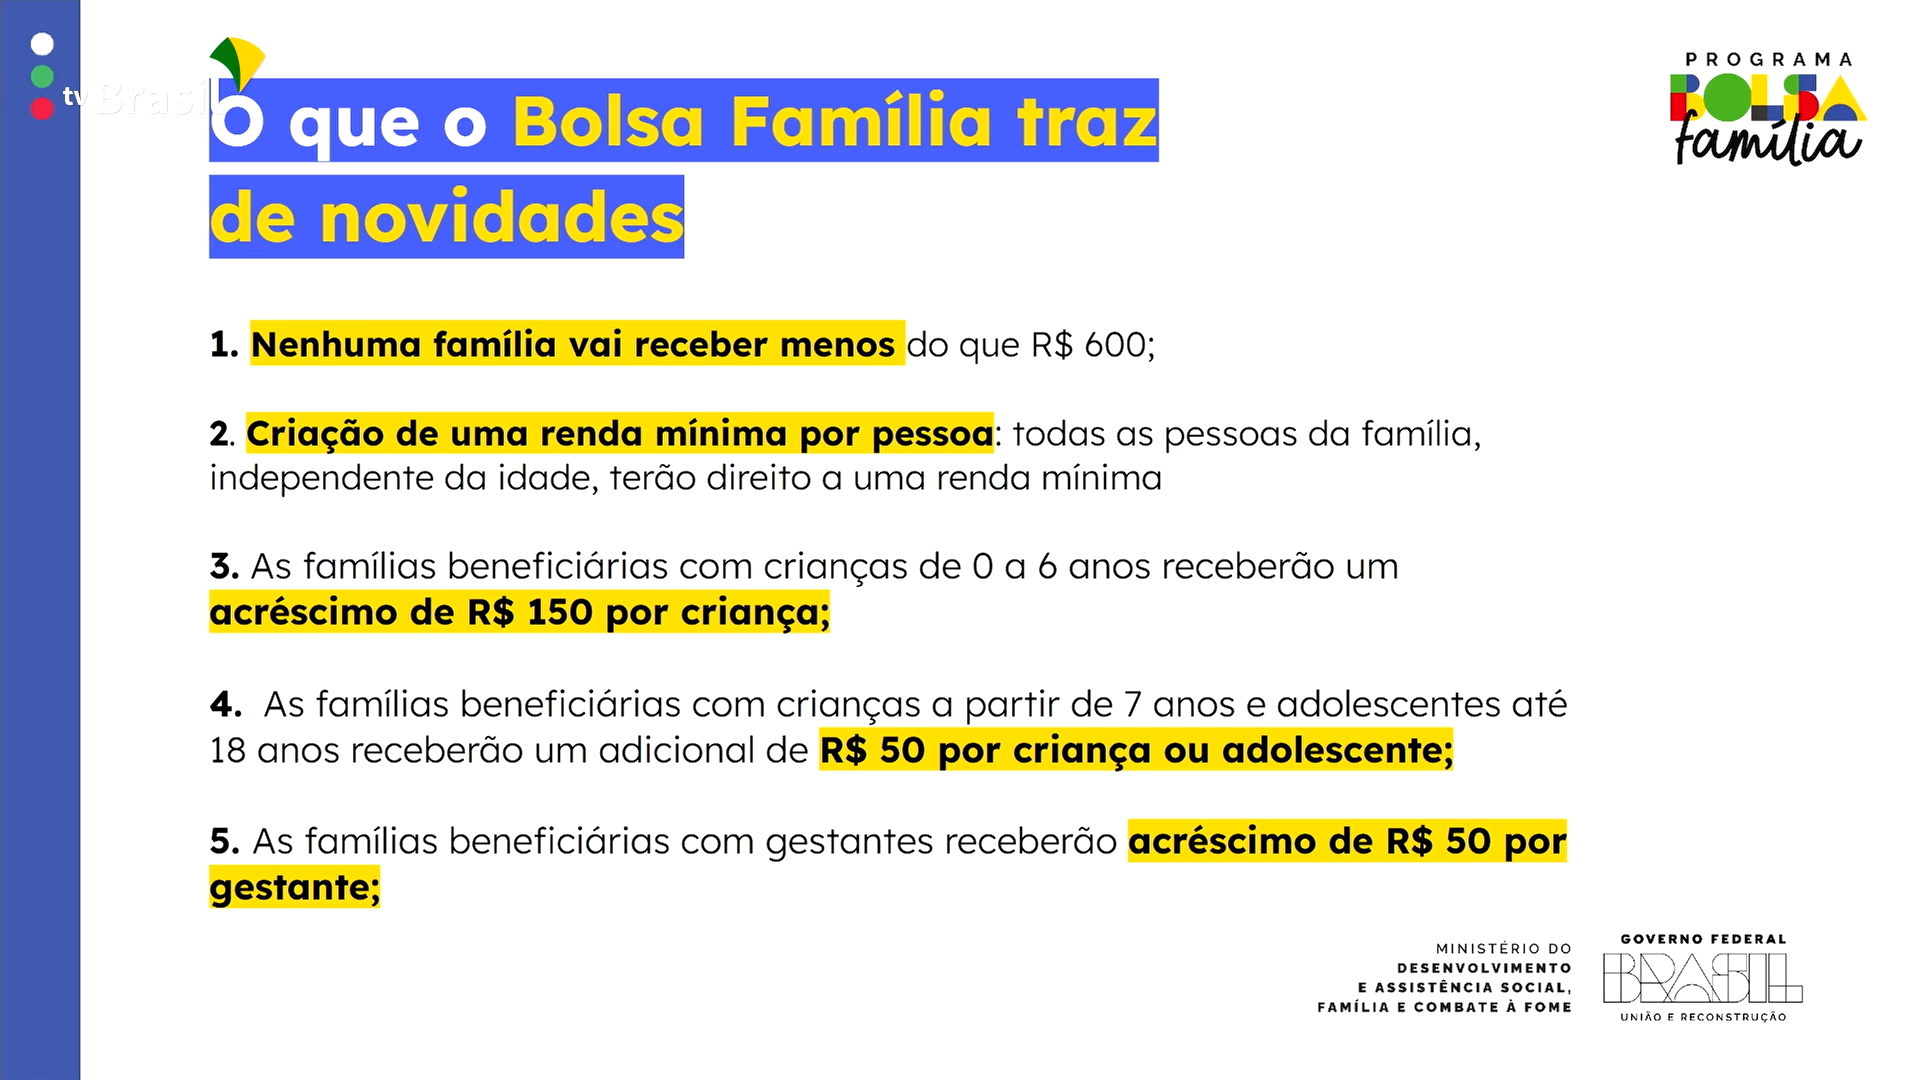 tv Brasil
O que o Bolsa Família traz
de novidades
PROGRAMA
BOLSA
família
1. Nenhuma família vai receber menos do que R$ 600;
2. Criação de uma renda mínima por pessoa: todas as pessoas da família,
independente da idade, terão direito a uma renda mínima
3. As famílias beneficiárias com crianças de 0 a 6 anos receberão um
acréscimo de R$ 150 por criança;
4. As famílias beneficiárias com crianças a partir de 7 anos e adolescentes até
18 anos receberão um adicional de R$ 50 por criança ou adolescente;
5. As famílias beneficiárias com gestantes receberão acréscimo de R$ 50 por
gestante;
MINISTÉRIO DO
DESENVOLVIMENTO
E ASSISTÊNCIA SOCIAL,
FAMÍLIA E COMBATE À FOME
GOVERNO FEDERAL
BRASIL
UNIÃO E RECONSTRUÇÃO